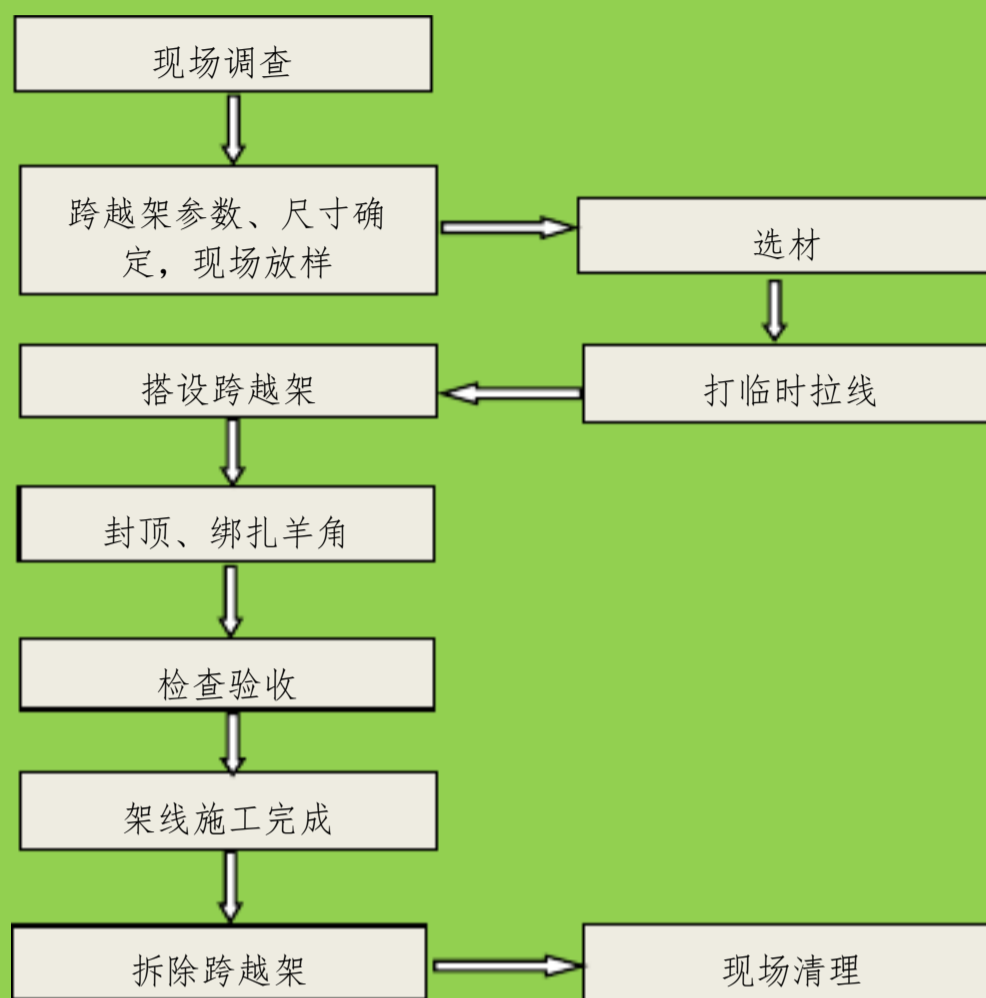 现场调查
跨越架参数、尺寸确
定，现场放样
选材
打临时拉线
搭设跨越架
封顶、绑扎羊角
检查验收
架线施工完成
拆除跨越架
现场清理